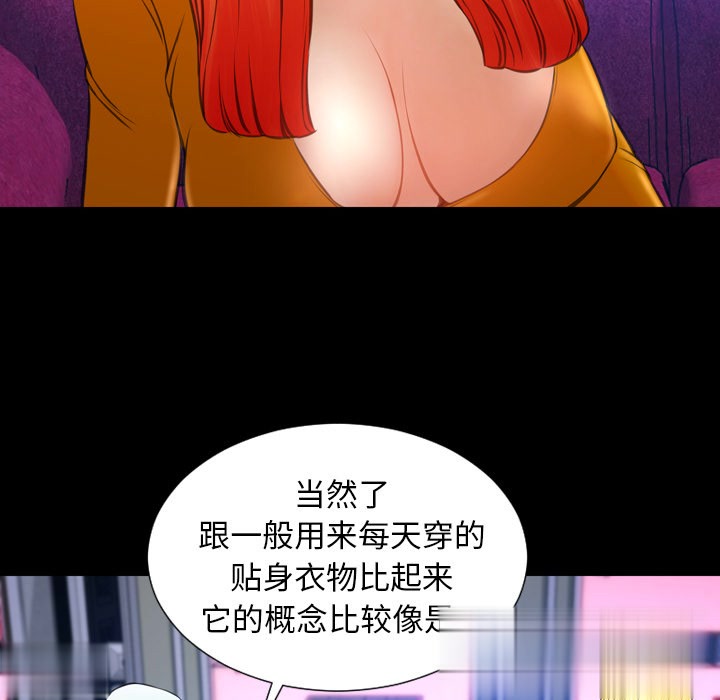 当然了
跟一般用来每天穿的
贴身衣物比起来
它的概念比较像是